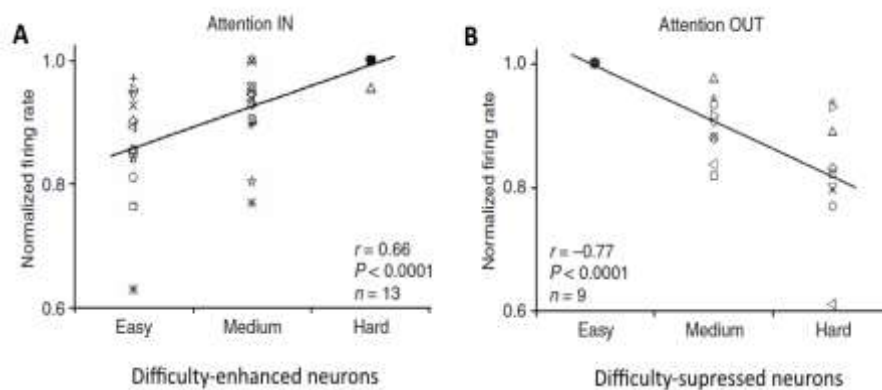 A
Attention IN
Normalized firing rate
1.0
0.8
0.6
r = 0.66
P < 0.0001
n = 13
Easy Medium Hard
Difficulty-enhanced neurons
B
Attention OUT
Normalized firing rate
1.0
0.8
0.6
r = –0.77
P < 0.0001
n = 9
Easy Medium Hard
Difficulty-supressed neurons